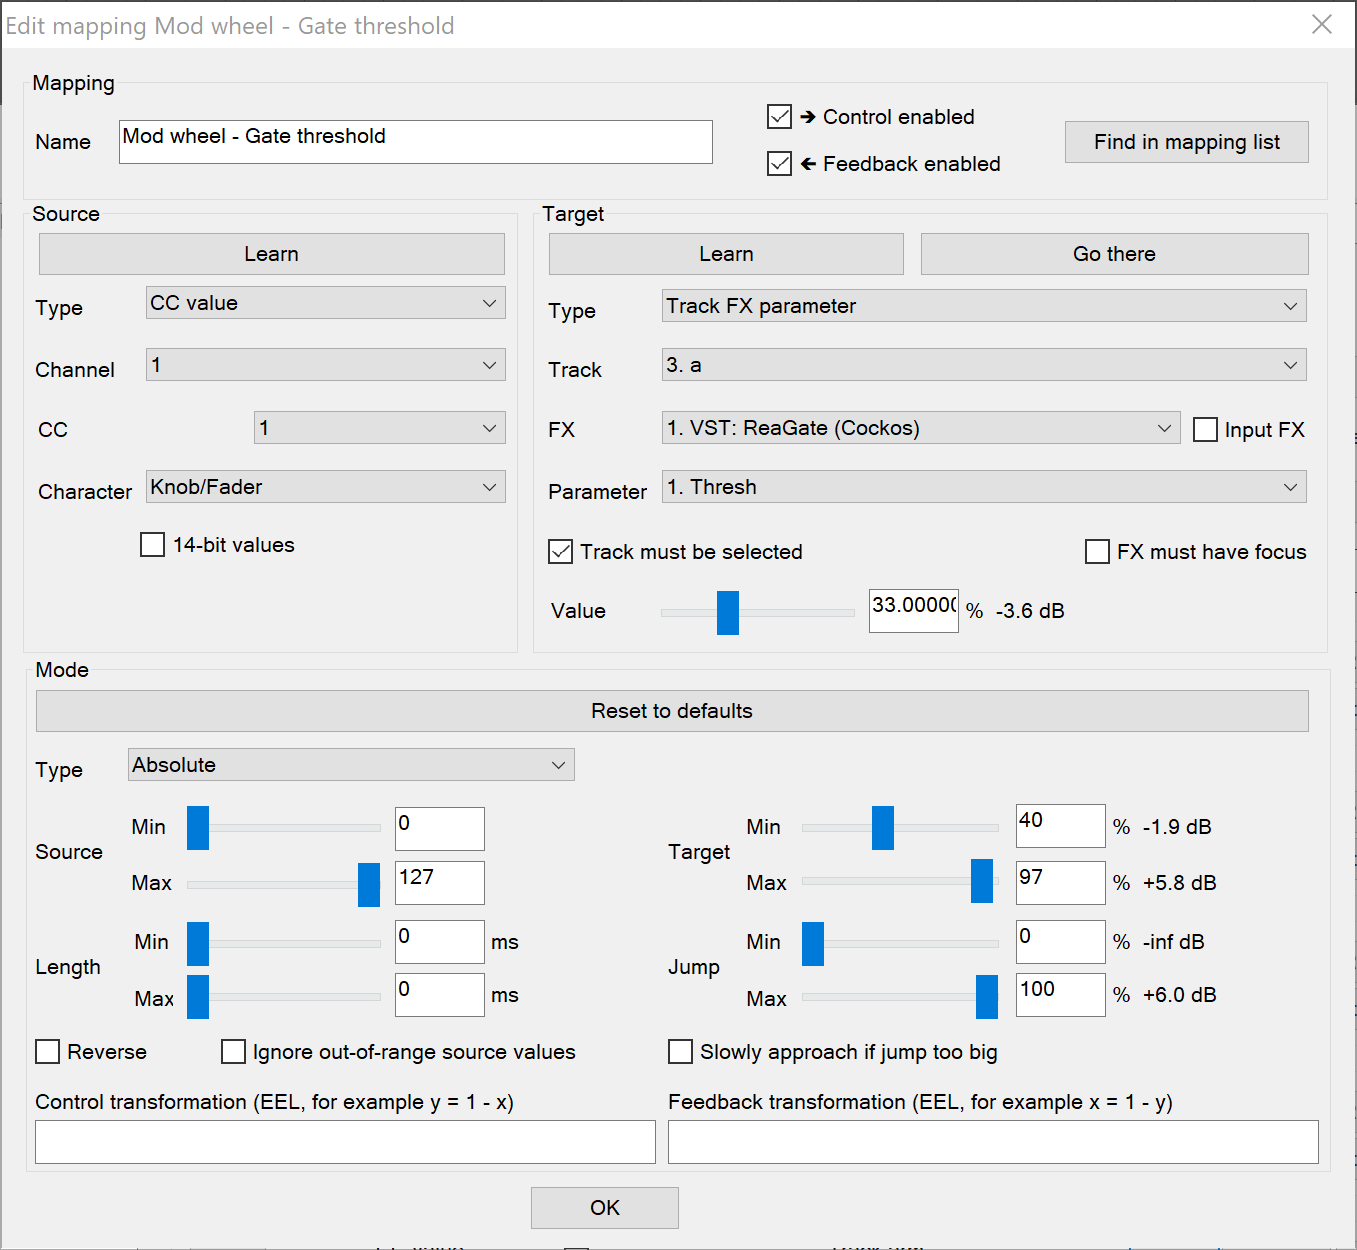 Edit mapping Mod wheel - Gate threshold
Mapping
Name
Mod wheel - Gate threshold
Control enabled
Feedback enabled
Find in mapping list
Source
Learn
Type
CC value
Channel
1
CC
1
Character
Knob/Fader
14-bit values
Target
Learn
Go there
Type
Track FX parameter
Track
3. a
FX
1. VST: ReaGate (Cockos)
Input FX
Parameter
1. Thresh
Track must be selected
FX must have focus
Value
33.00000
% -3.6 dB
Mode
Reset to defaults
Type
Absolute
Source
Min
0
Max
127
Length
Min
0
ms
Max
0
ms
Target
Min
40
% -1.9 dB
Max
97
% +5.8 dB
Jump
Min
0
% -inf dB
Max
100
% +6.0 dB
Reverse
Ignore out-of-range source values
Slowly approach if jump too big
Control transformation (EEL, for example y = 1 - x)
Feedback transformation (EEL, for example x = 1 - y)
OK